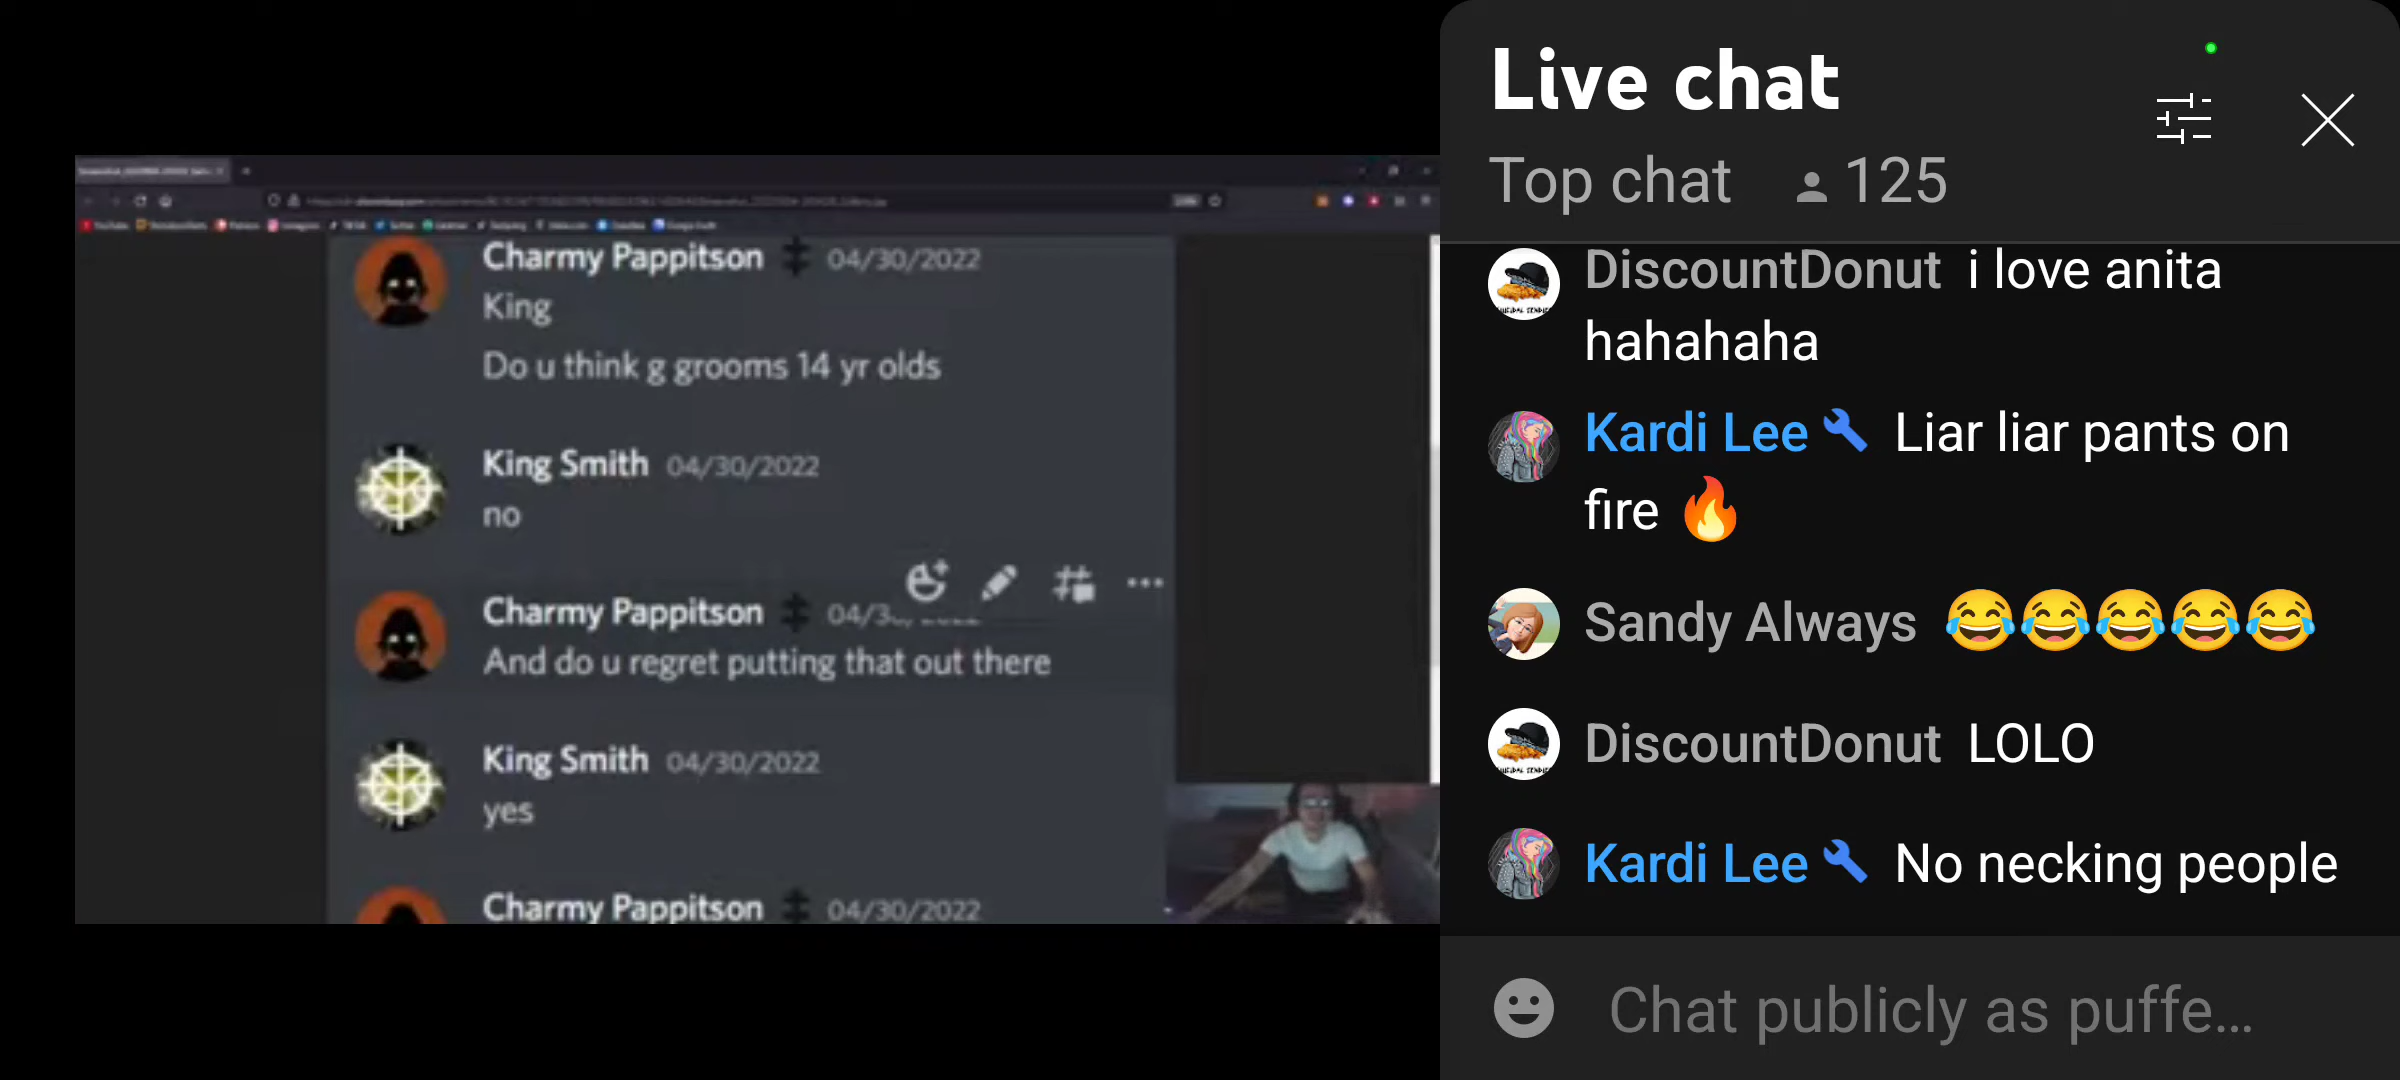 Charmy Pappitson 04/30/2022
King
Do u think g grooms 14 yr olds
King Smith 04/30/2022
no
Charmy Pappitson
And do u regret putting that out there
King Smith 04/30/2022
yes
Charmy Pappitson 04/30/2022
Live chat
Top chat 125
DiscountDonut i love anita
hahahaha
Kardi Lee Liar liar pants on
fire 🔥
Sandy Always 😂😂😂😂😂
DiscountDonut LOLO
Kardi Lee No necking people
Chat publicly as puffe...